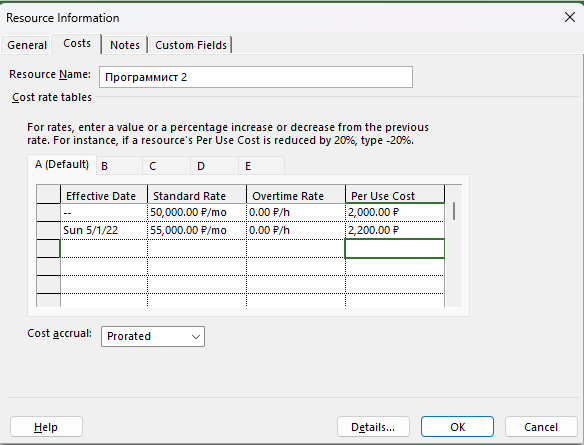 Resource Information
General Costs Notes Custom Fields
Resource Name: Программист 2
Cost rate tables
For rates, enter a value or a percentage increase or decrease from the previous
rate. For instance, if a resource's Per Use Cost is reduced by 20%, type -20%.
A (Default) B C D E
Effective Date Standard Rate Overtime Rate Per Use Cost
-- 50,000.00 ₽/mo 0.00 ₽/h 2,000.00 ₽
Sun 5/1/22 55,000.00 ₽/mo 0.00 ₽/h 2,200.00 ₽
Cost accrual: Prorated
Help Details... OK Cancel